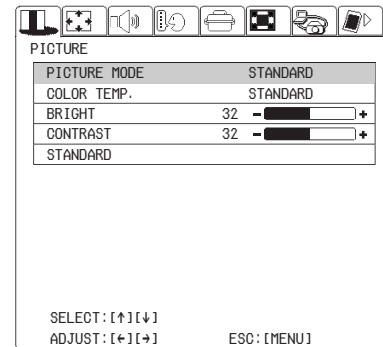 PICTURE
PICTURE MODE STANDARD
COLOR TEMP. STANDARD
BRIGHT 32 - +
CONTRAST 32 - +
STANDARD
SELECT:[↑][↓]
ADJUST:[←][→] ESC:[MENU]